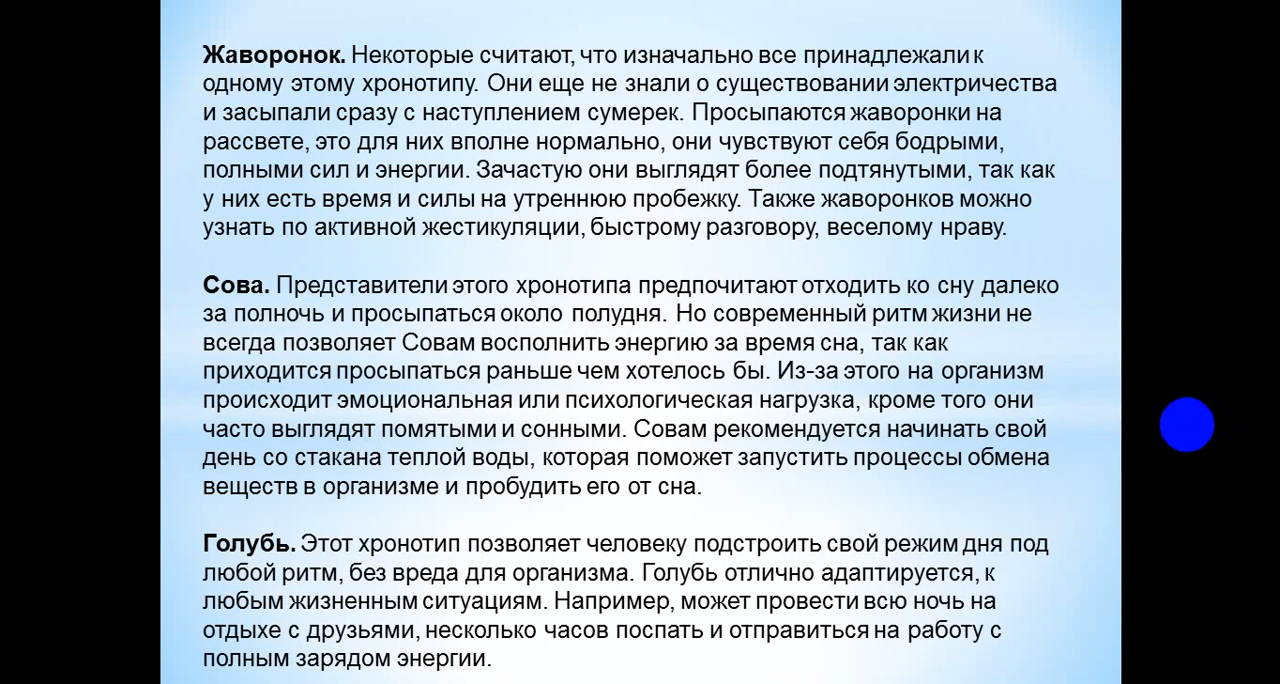 Жаворонок. Некоторые считают, что изначально все принадлежали к
одному этому хронотипу. Они еще не знали о существовании электричества
и засыпали сразу с наступлением сумерек. Просыпаются жаворонки на
рассвете, это для них вполне нормально, они чувствуют себя бодрыми,
полными сил и энергии. Зачастую они выглядят более подтянутыми, так как
у них есть время и силы на утреннюю пробежку. Также жаворонков можно
узнать по активной жестикуляции, быстрому разговору, веселому нраву.
Сова. Представители этого хронотипа предпочитают отходить ко сну далеко
за полночь и просыпаться около полудня. Но современный ритм жизни не
всегда позволяет Совам восполнить энергию за время сна, так как
приходится просыпаться раньше чем хотелось бы. Из-за этого на организм
происходит эмоциональная или психологическая нагрузка, кроме того они
часто выглядят помятыми и сонными. Совам рекомендуется начинать свой
день со стакана теплой воды, которая поможет запустить процессы обмена
веществ в организме и пробудить его от сна.
Голубь. Этот хронотип позволяет человеку подстроить свой режим дня под
любой ритм, без вреда для организма. Голубь отлично адаптируется, к
любым жизненным ситуациям. Например, может провести всю ночь на
отдыхе с друзьями, несколько часов поспать и отправиться на работу с
полным зарядом энергии.